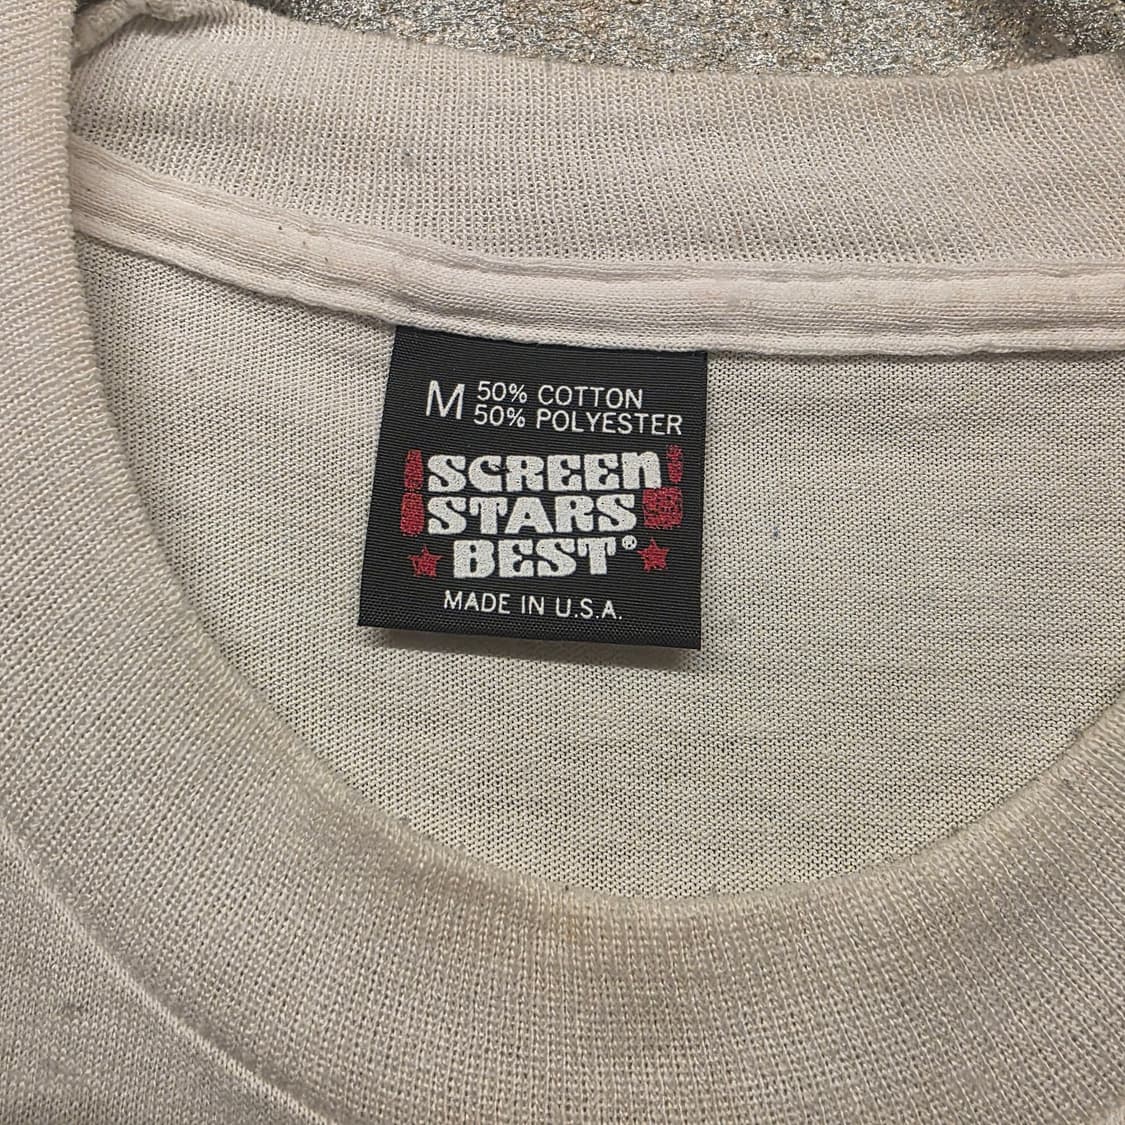 M 50% COTTON
50% POLYESTER
SCREEN
STARS
BEST®
MADE IN U.S.A.